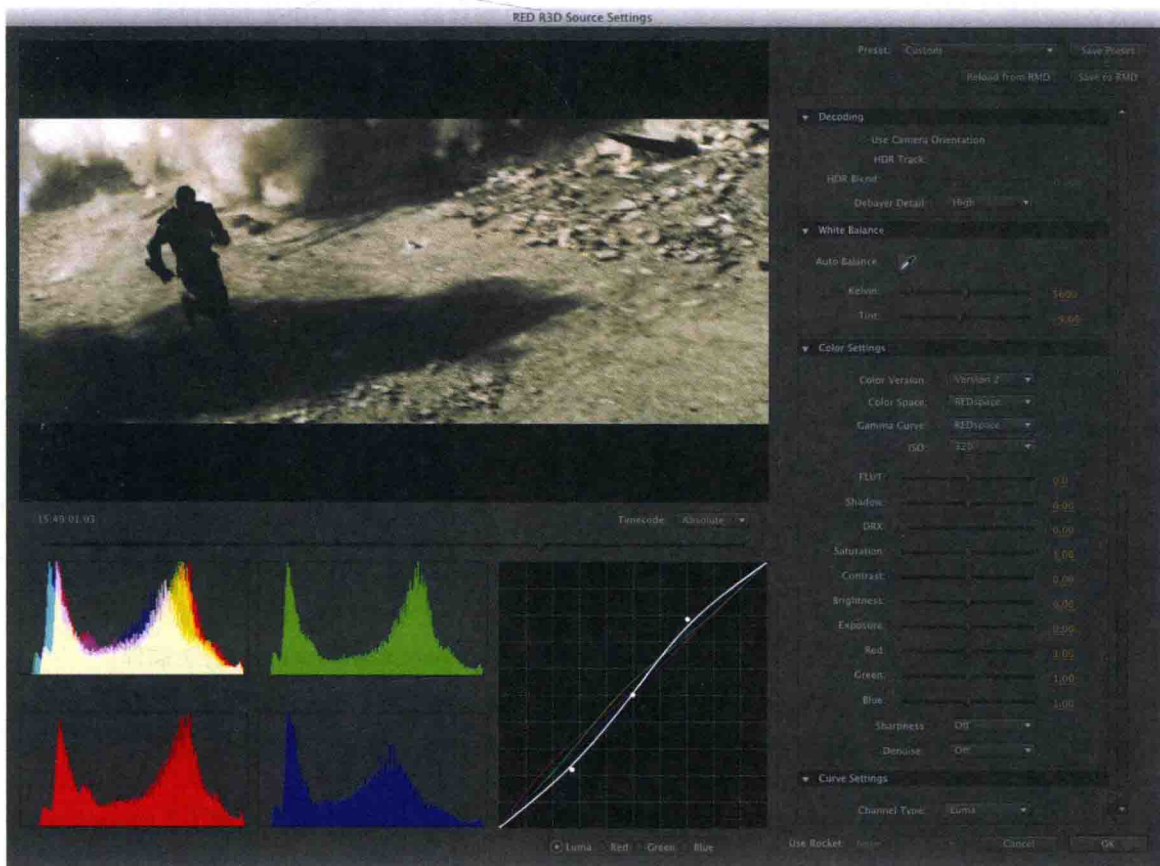 RED R3D Source Settings
Preset: Custom Save Preset
Reload from RMD Save to RMD
Decoding
Use Camera Orientation
HDR Track:
HDR Blend
Debayer Detail High
White Balance
Auto Balance
Kelvin: 5600
Tint: -9.00
Color Settings
Color Version: Version 2
Color Space: REDspace
Gamma Curve: REDspace
ISO: 320
FLUT: 0.0
Shadow: 0.00
DRX:
Saturation: 1.00
Contrast: 0.00
Brightness: 0.00
Exposure: 0.00
Red: 1.00
Green: 1.00
Blue: 1.00
Sharpness Off
Denoise: Off
Curve Settings
Channel Type: Luma
15:49:01:03 Timecode: Absolute
Luma Red Green Blue
Use Rocket: Cancel OK